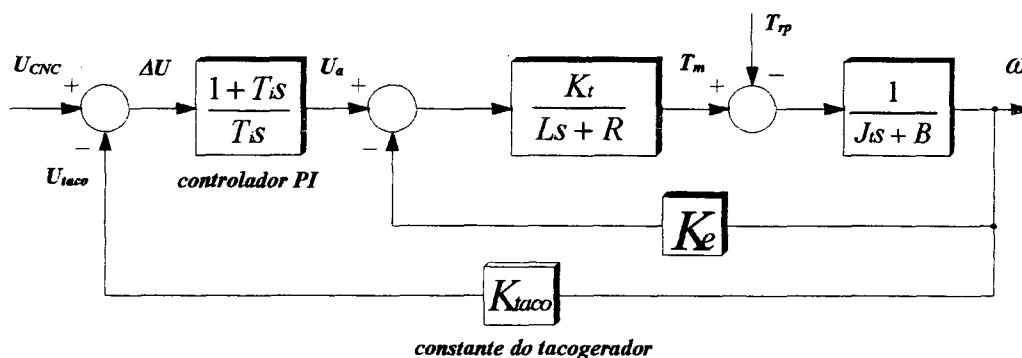 T_rp
U_CNC
+
ΔU
1 + T_i s
T_i s
U_a
+
K_t
Ls + R
T_m
+
−
1
J_t s + B
ω
−
U_taco
controlador PI
−
K_e
K_taco
constante do tacogerador